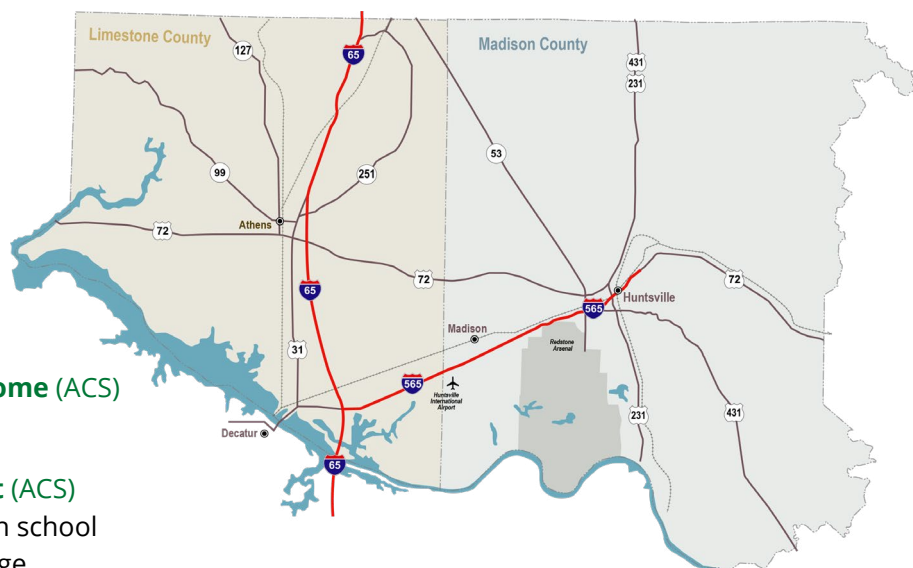 Limestone County
Madison County
127
65
431
231
53
99
251
Athens
72
72
72
65
Huntsville
565
Madison
31
Redstone
Arsenal
ome (ACS)
565
Huntsville
International
Airport
231
431
Decatur
65
t (ACS)
h school
ge